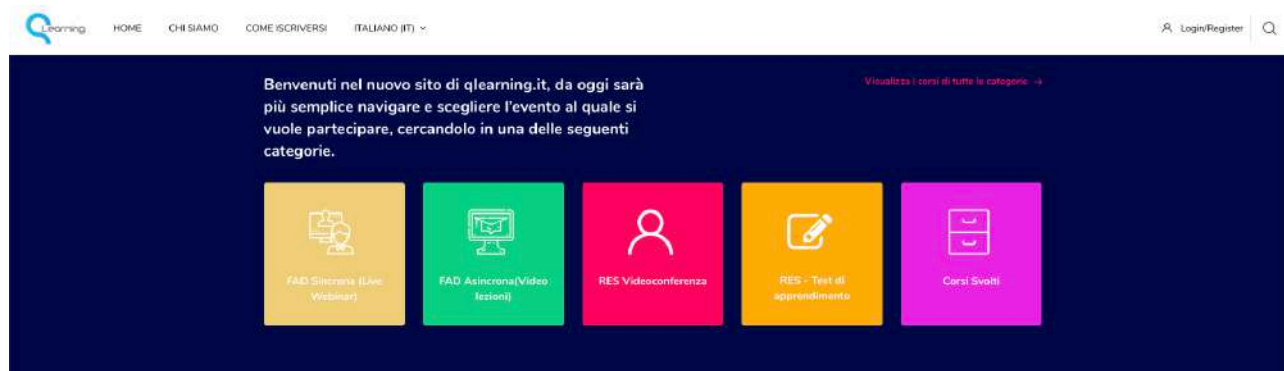 Learning HOME CHI SIAMO COME ISCRIVERSI ITALIANO (IT) Login/Register
Benvenuti nel nuovo sito di qlearning.it, da oggi sarà
più semplice navigare e scegliere l'evento al quale si
vuole partecipare, cercandolo in una delle seguenti
categorie.
Visualizza i corsi di tutte le categorie →
FAD Sincrona (Live
Webinar)
FAD Asincrona(Video
lezioni)
RES Videoconferenza
RES - Test di
apprendimento
Corsi Svolti